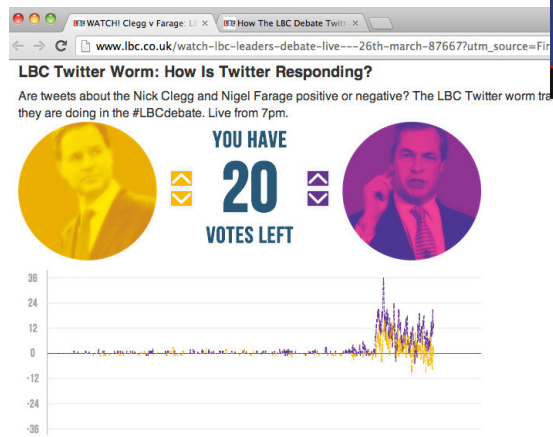 WATCH! Clegg v Farage: L
How The LBC Debate Twitt
www.lbc.co.uk/watch-lbc-leaders-debate-live---26th-march-87667?utm_source=Fir
LBC Twitter Worm: How Is Twitter Responding?
Are tweets about the Nick Clegg and Nigel Farage positive or negative? The LBC Twitter worm tra
they are doing in the #LBCdebate. Live from 7pm.
YOU HAVE
20
VOTES LEFT
36
24
12
0
-12
-24
-36